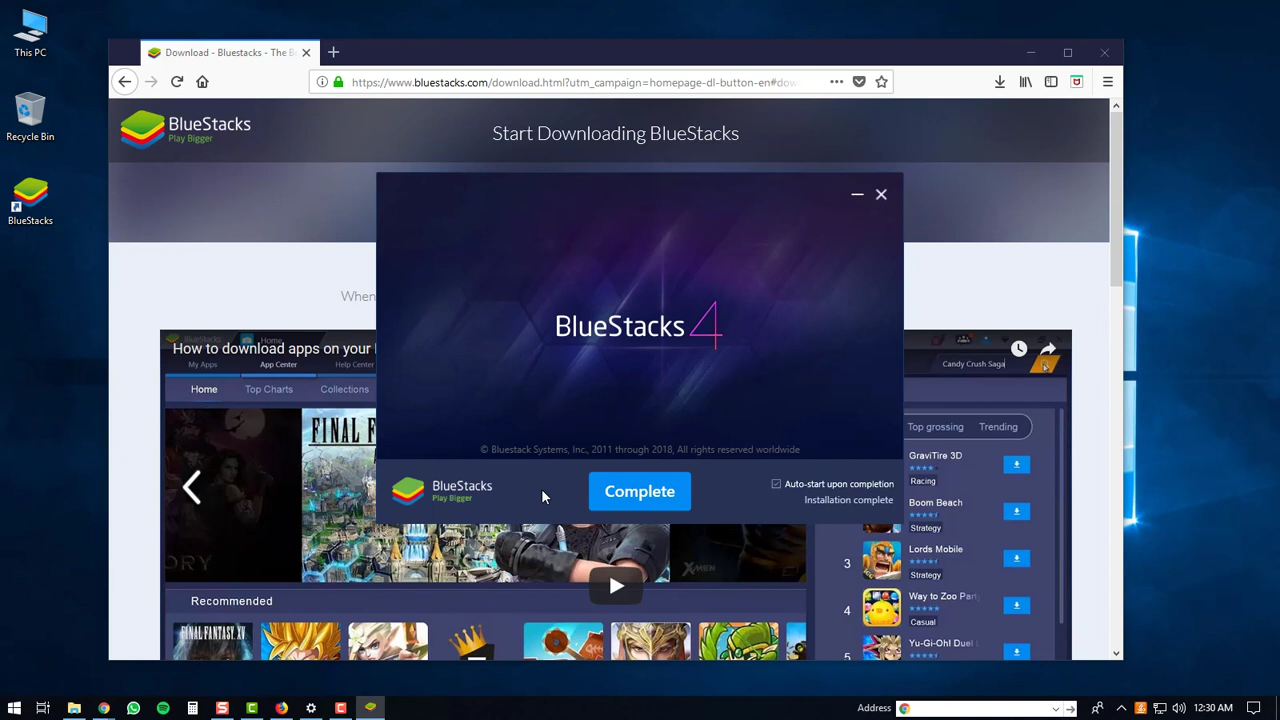 This PC
Recycle Bin
BlueStacks
Download - Bluestacks - The Be
https://www.bluestacks.com/download.html?utm_campaign=homepage-dl-button-en#dow
BlueStacks
Play Bigger
Start Downloading BlueStacks
When
How to download apps on your
Home
My Apps
App Center
Help Center
Candy Crush Saga
Home
Top Charts
Collections
Top grossing
Trending
FINAL F
GraviTire 3D
Racing
Boom Beach
Strategy
3
Lords Mobile
Strategy
4
Way to Zoo Par
Casual
5
Yu-Gi-Oh! Duel
Recommended
FINAL FANTASY XV
X-MEN
BlueStacks 4
© Bluestack Systems, Inc., 2011 through 2018, All rights reserved worldwide
BlueStacks
Play Bigger
Complete
Auto-start upon completion
Installation complete
Address
12:30 AM